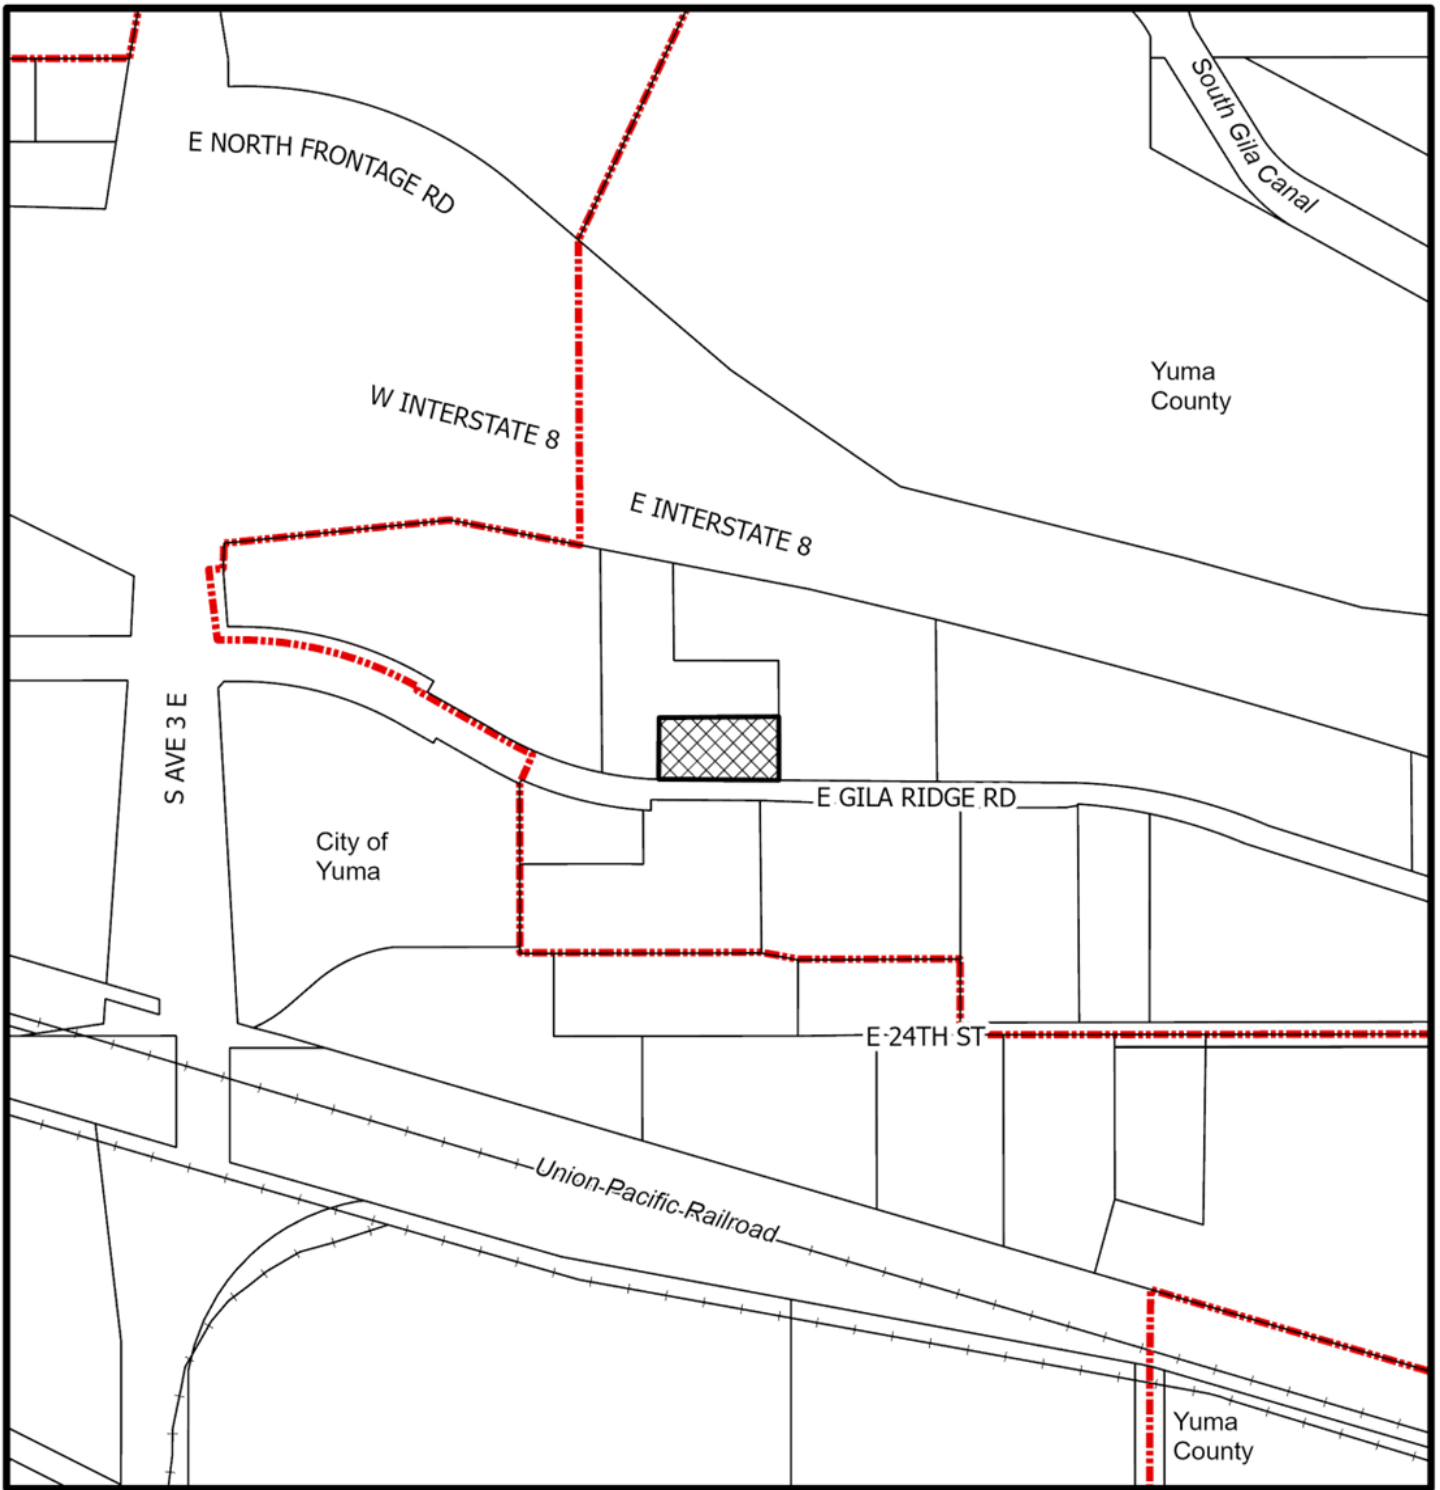 South Gila Canal
E NORTH FRONTAGE RD
Yuma
County
W INTERSTATE 8
E INTERSTATE 8
S AVE 3 E
E GILA RIDGE RD
City of
Yuma
E 24TH ST
Union Pacific Railroad
Yuma
County